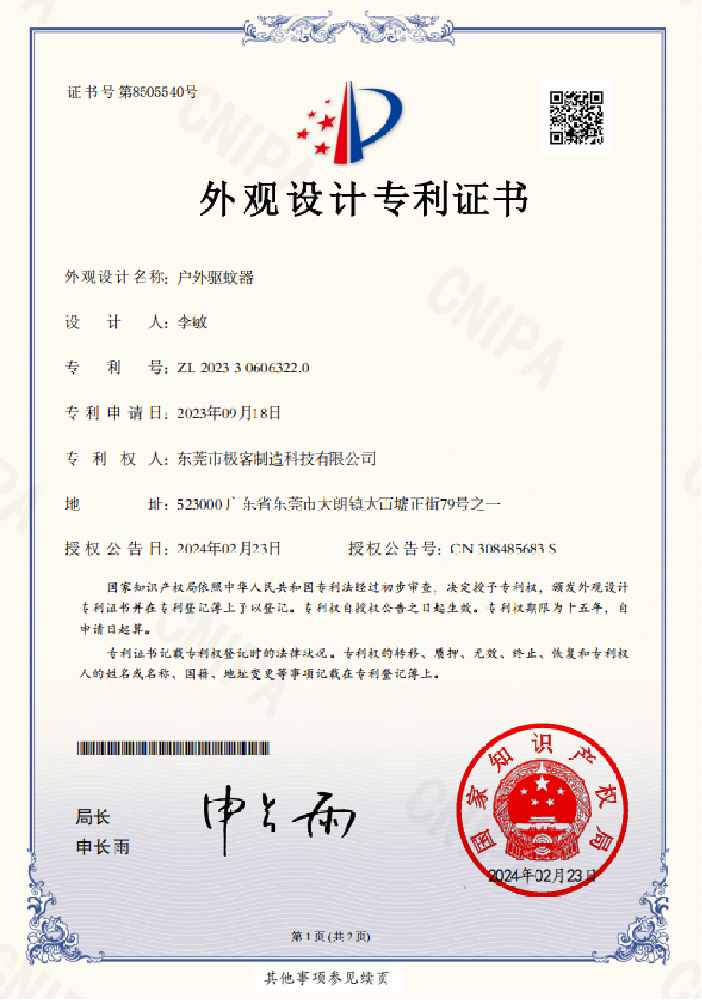 证书号第8505540号
外观设计专利证书
外观设计名称：户外驱蚊器
设计人：李敏
专利号：ZL 2023 3 0606322.0
专利申请日：2023年09月18日
专利权人：东莞市极客制造科技有限公司
地址：523000 广东省东莞市大朗镇大冚墟正街79号之一
授权公告日：2024年02月23日 授权公告号：CN 308485683 S
国家知识产权局依照中华人民共和国专利法经过初步审查，决定授予专利权，颁发外观设计
专利证书并在专利登记簿上予以登记。专利权自授权公告之日起生效。专利权期限为十五年，自
申请日起算。
专利证书记载专利权登记时的法律状况。专利权的转移、质押、无效、终止、恢复和专利权
人的姓名或名称、国籍、地址变更等事项记载在专利登记簿上。
局长
申长雨
申长雨
国家知识产权局
2024年02月23日
第 1 页 (共 2 页)
其他事项参见续页
CNIPA
CNIPA
CNIPA